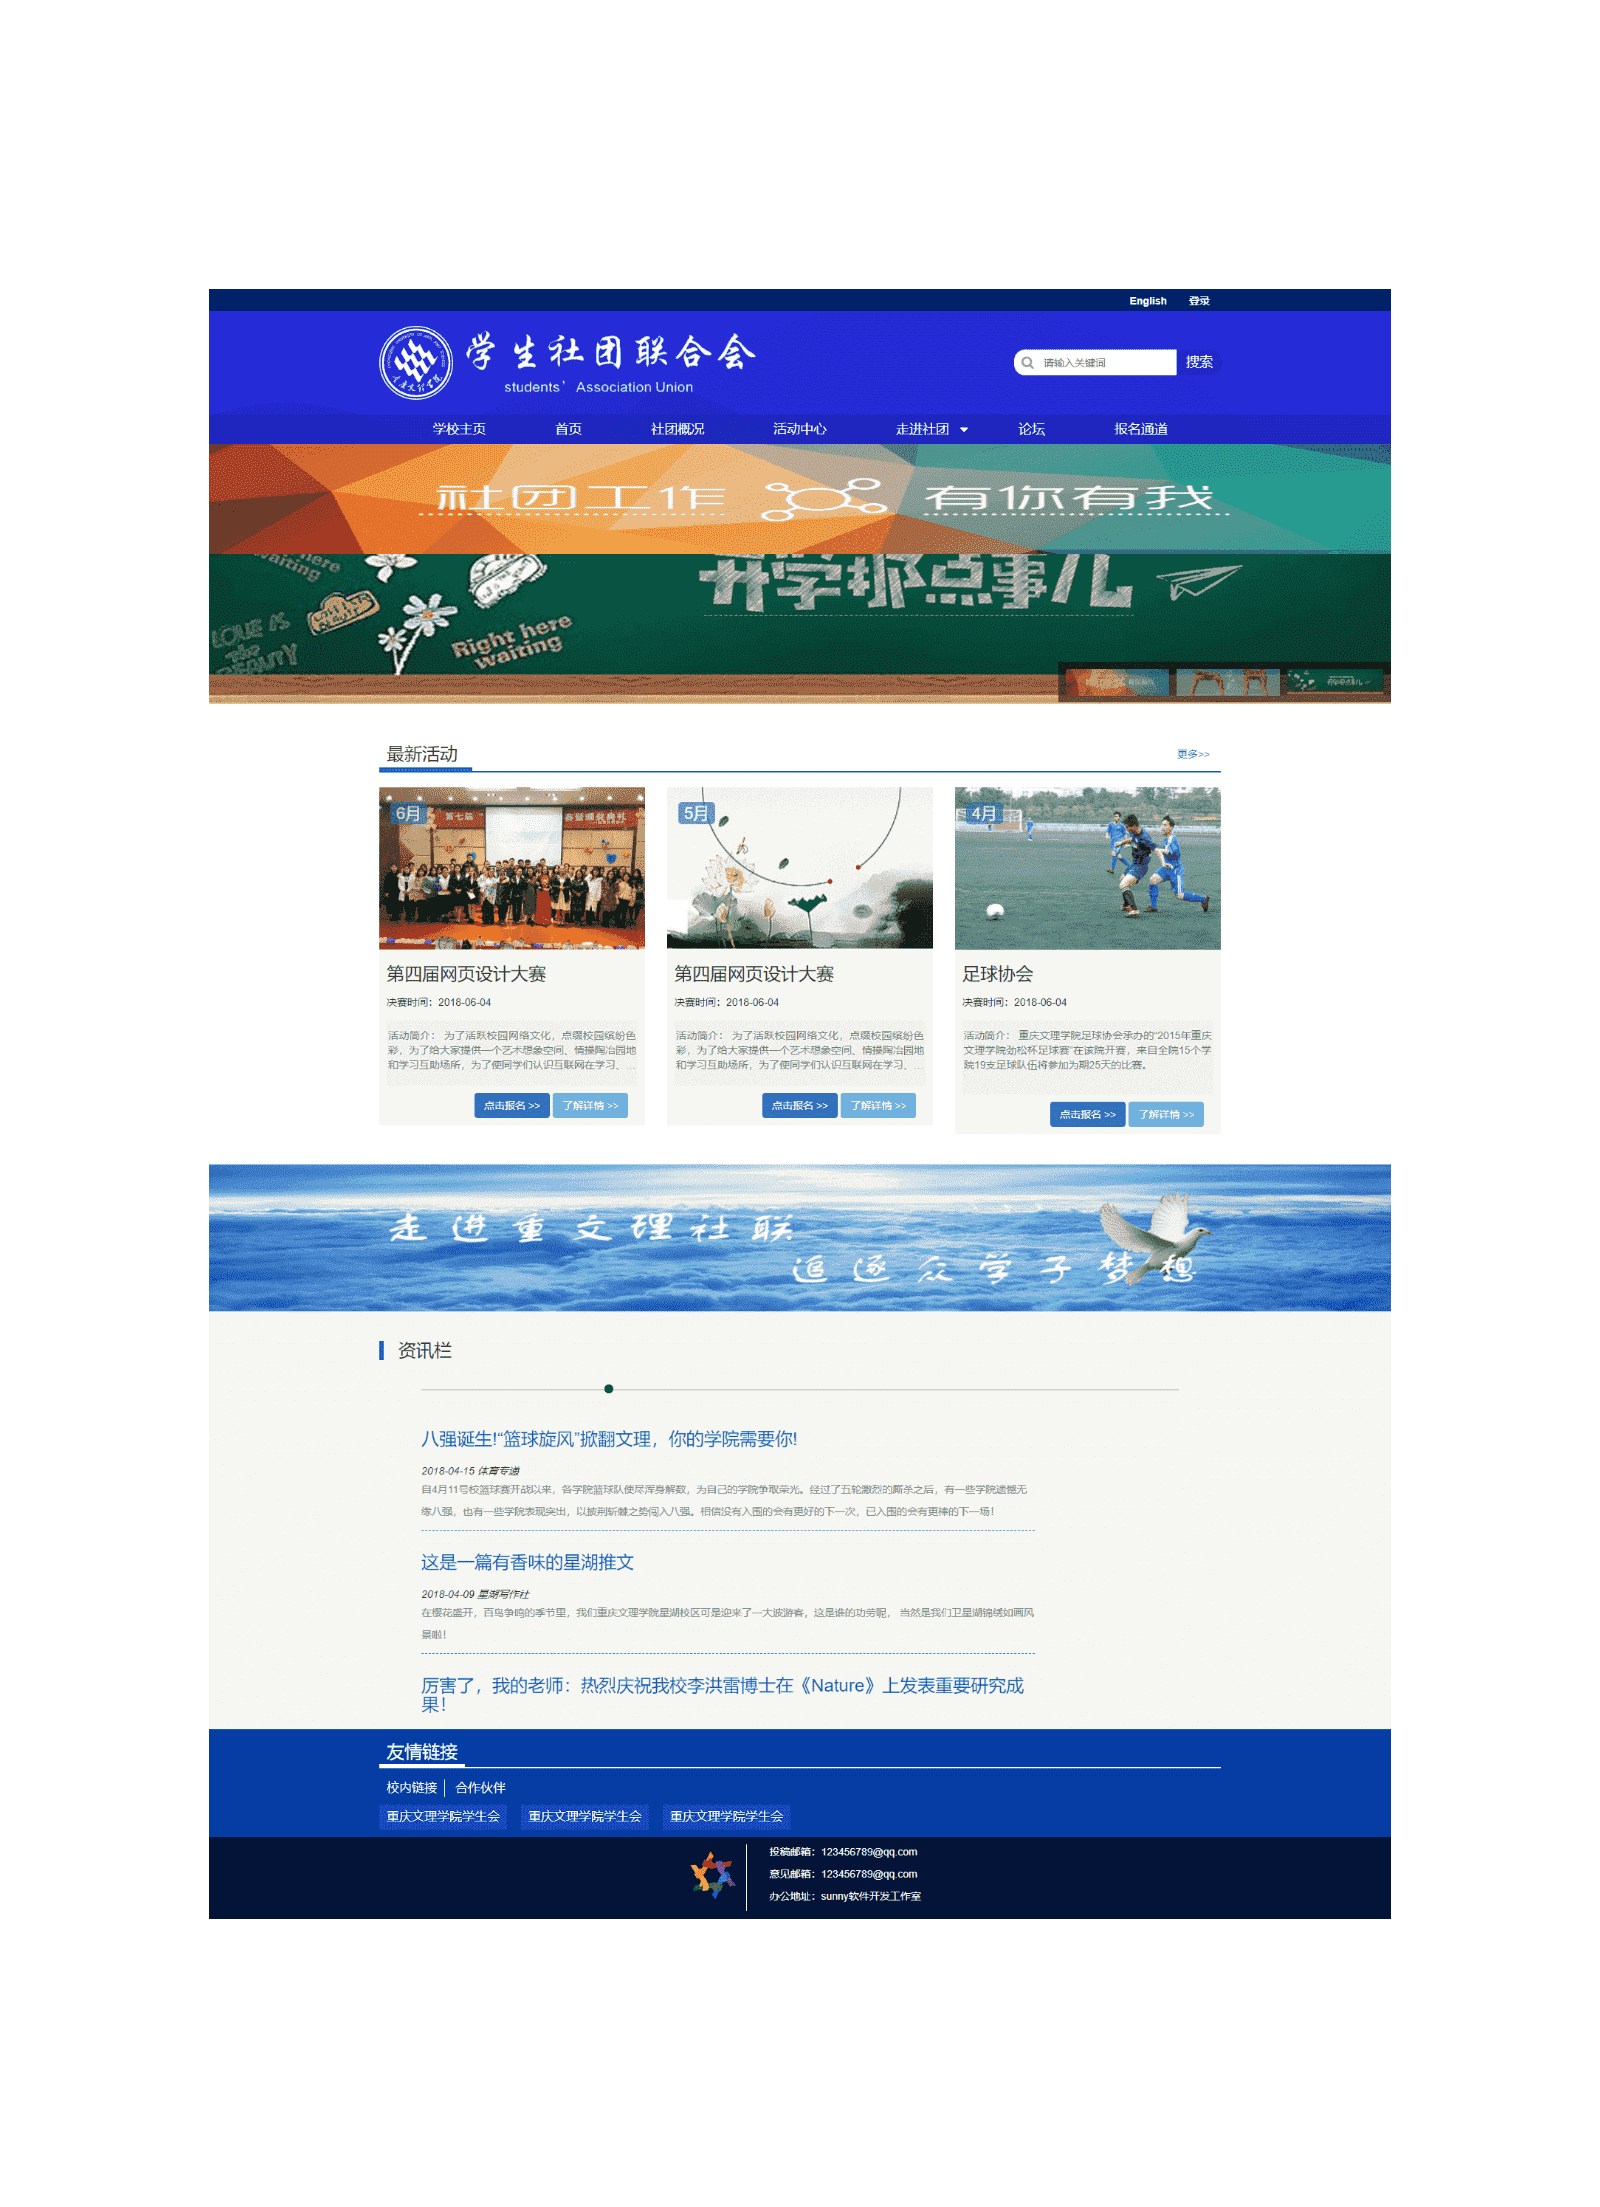 English 登录
学生社团联合会
students' Association Union
请输入关键词 搜索
学校主页 首页 社团概况 活动中心 走进社团 论坛 报名通道
社团工作 有你有我
开学那点事儿
Right here
waiting
最新活动 更多>>
6月 5月 4月
第四届网页设计大赛
决赛时间：2018-06-04
活动简介： 为了活跃校园网络文化，点缀校园缤纷色
彩，为了给大家提供一个艺术想象空间、情操陶冶园地
和学习互助场所，为了使同学们认识互联网在学习、...
点击报名 >> 了解详情 >>
第四届网页设计大赛
决赛时间：2018-06-04
活动简介： 为了活跃校园网络文化，点缀校园缤纷色
彩，为了给大家提供一个艺术想象空间、情操陶冶园地
和学习互助场所，为了使同学们认识互联网在学习、...
点击报名 >> 了解详情 >>
足球协会
决赛时间：2018-06-04
活动简介： 重庆文理学院足球协会承办的“2015年重庆
文理学院劲松杯足球赛”在该院开赛，来自全院15个学
院19支足球队伍将参加为期25天的比赛。
点击报名 >> 了解详情 >>
走进重文理社联
追逐众学子梦想
资讯栏
八强诞生!“篮球旋风”掀翻文理，你的学院需要你!
2018-04-15 体育专递
自4月11号校篮球赛开战以来，各学院篮球队使尽浑身解数，为自己的学院争取荣光。经过了五轮激烈的厮杀之后，有一些学院遗憾无
缘八强，也有一些学院表现突出，以披荆斩棘之势闯入八强。相信没有入围的会有更好的下一次，已入围的会有更棒的下一场！
这是一篇有香味的星湖推文
2018-04-09 星湖写作社
在樱花盛开，百鸟争鸣的季节里，我们重庆文理学院星湖校区可是迎来了一大波游客，这是谁的功劳呢， 当然是我们卫星湖锦绣如画风
景啦！
厉害了，我的老师：热烈庆祝我校李洪雷博士在《Nature》上发表重要研究成
果！
友情链接
校内链接 合作伙伴
重庆文理学院学生会 重庆文理学院学生会 重庆文理学院学生会
投稿邮箱：123456789@qq.com
意见邮箱：123456789@qq.com
办公地址：sunny软件开发工作室